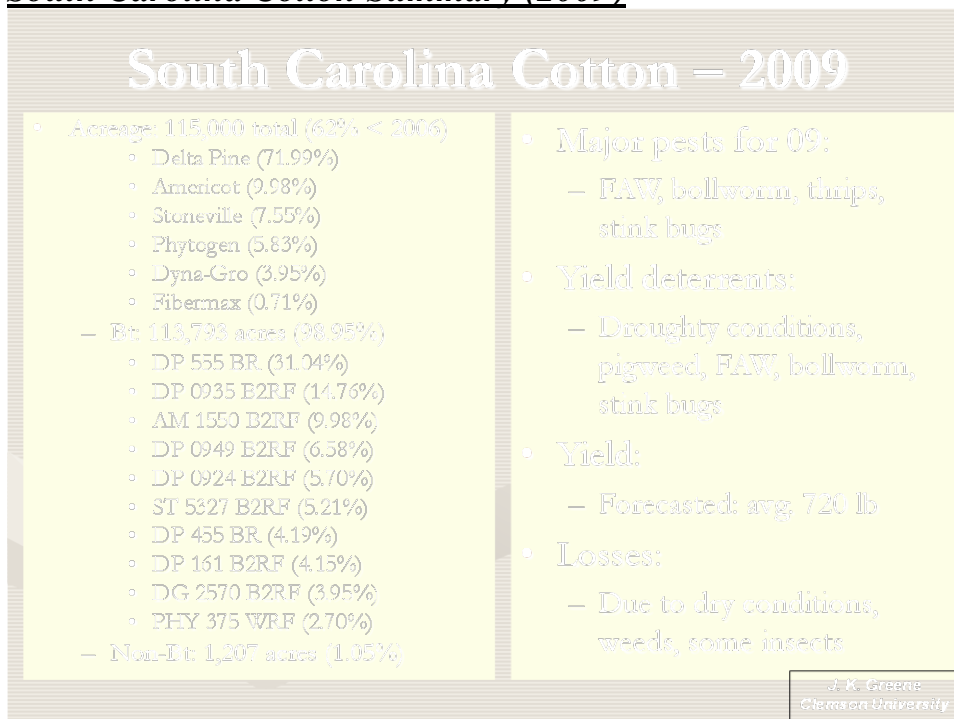 South Carolina Cotton Summary (2009)
South Carolina Cotton – 2009
• Acreage: 115,000 total (62% < 2006)
• Delta Pine (71.99%)
• Americot (9.98%)
• Stoneville (7.55%)
• Phytogen (5.83%)
• Dyna-Gro (3.95%)
• Fibermax (0.71%)
– Bt: 113,793 acres (98.95%)
• DP 555 BR (31.04%)
• DP 0935 B2RF (14.76%)
• AM 1550 B2RF (9.98%)
• DP 0949 B2RF (6.58%)
• DP 0924 B2RF (5.70%)
• ST 5327 B2RF (5.21%)
• DP 455 BR (4.19%)
• DP 161 B2RF (4.15%)
• DG 2570 B2RF (3.95%)
• PHY 375 WRF (2.70%)
– Non-Bt: 1,207 acres (1.05%)
• Major pests for 09:
– FAW, bollworm, thrips,
stink bugs
• Yield deterrents:
– Droughty conditions,
pigweed, FAW, bollworm,
stink bugs
• Yield:
– Forecasted: avg. 720 lb
• Losses:
– Due to dry conditions,
weeds, some insects
J. K. Greene
Clemson University